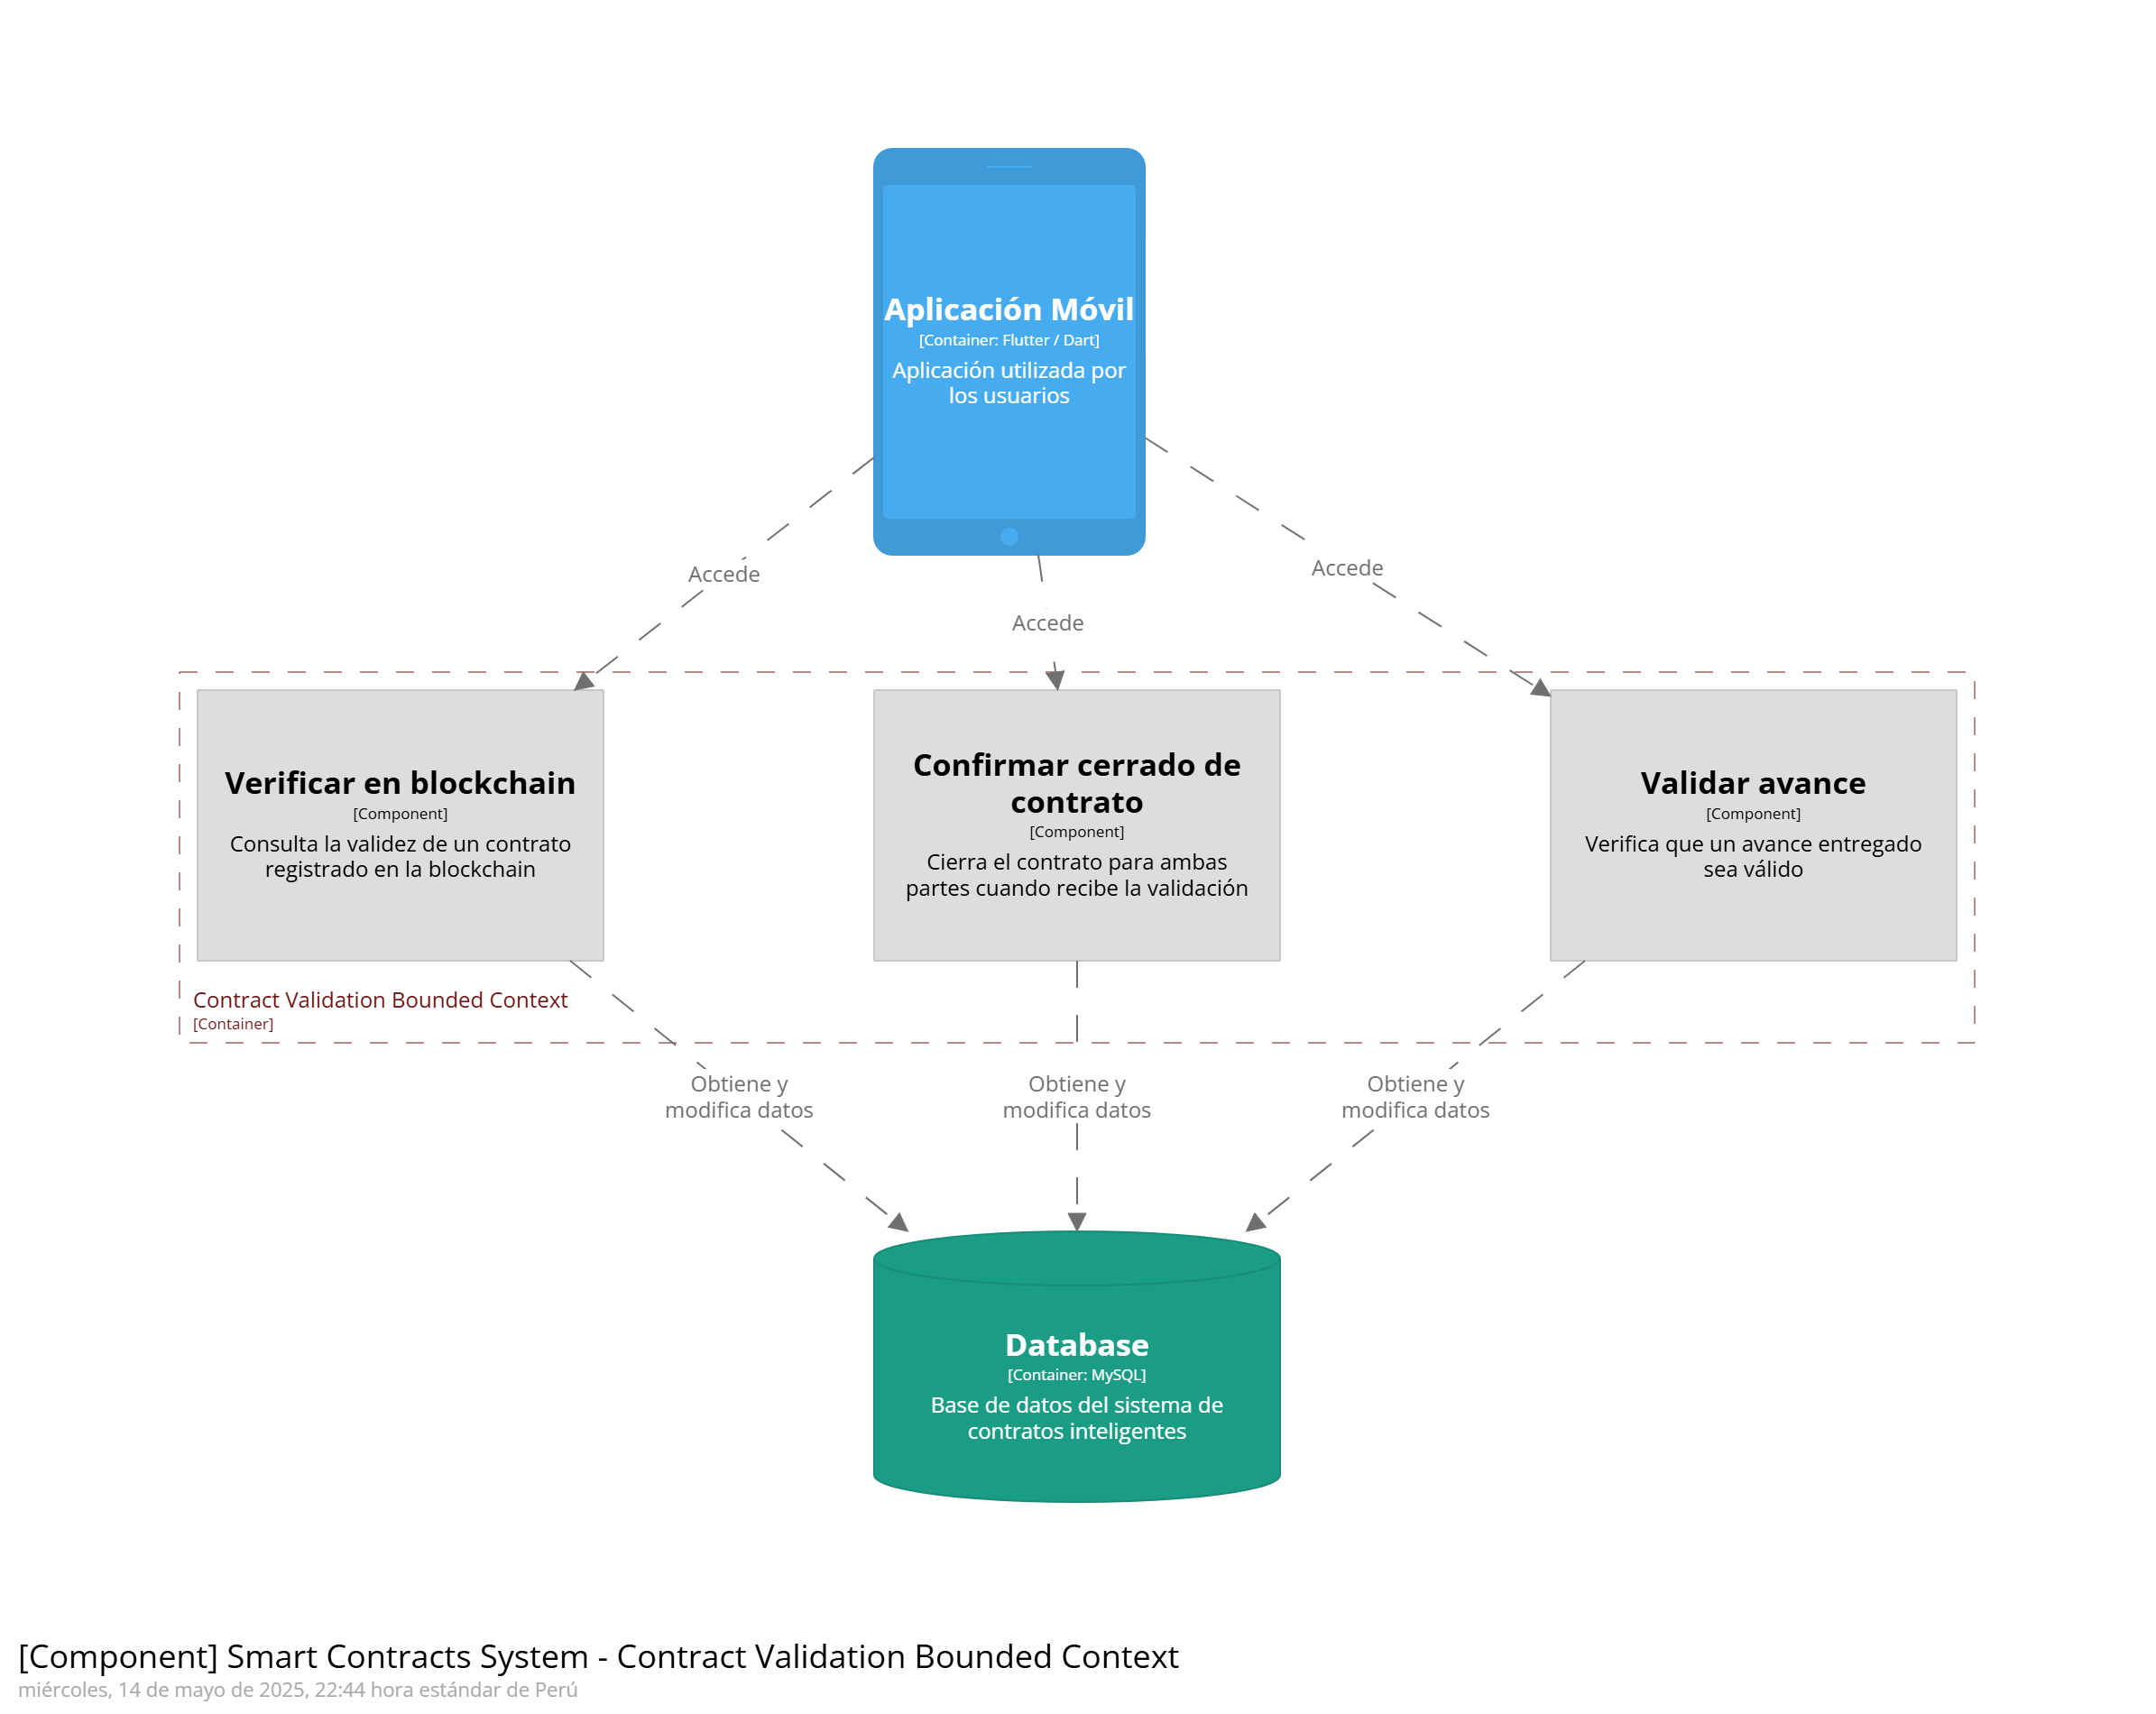 Aplicación Móvil
[Container: Flutter / Dart]
Aplicación utilizada por
los usuarios
Accede
Accede
Accede
Verificar en blockchain
[Component]
Consulta la validez de un contrato
registrado en la blockchain
Confirmar cerrado de
contrato
[Component]
Cierra el contrato para ambas
partes cuando recibe la validación
Validar avance
[Component]
Verifica que un avance entregado
sea válido
Contract Validation Bounded Context
[Container]
Obtiene y
modifica datos
Obtiene y
modifica datos
Obtiene y
modifica datos
Database
[Container: MySQL]
Base de datos del sistema de
contratos inteligentes
[Component] Smart Contracts System - Contract Validation Bounded Context
miércoles, 14 de mayo de 2025, 22:44 hora estándar de Perú